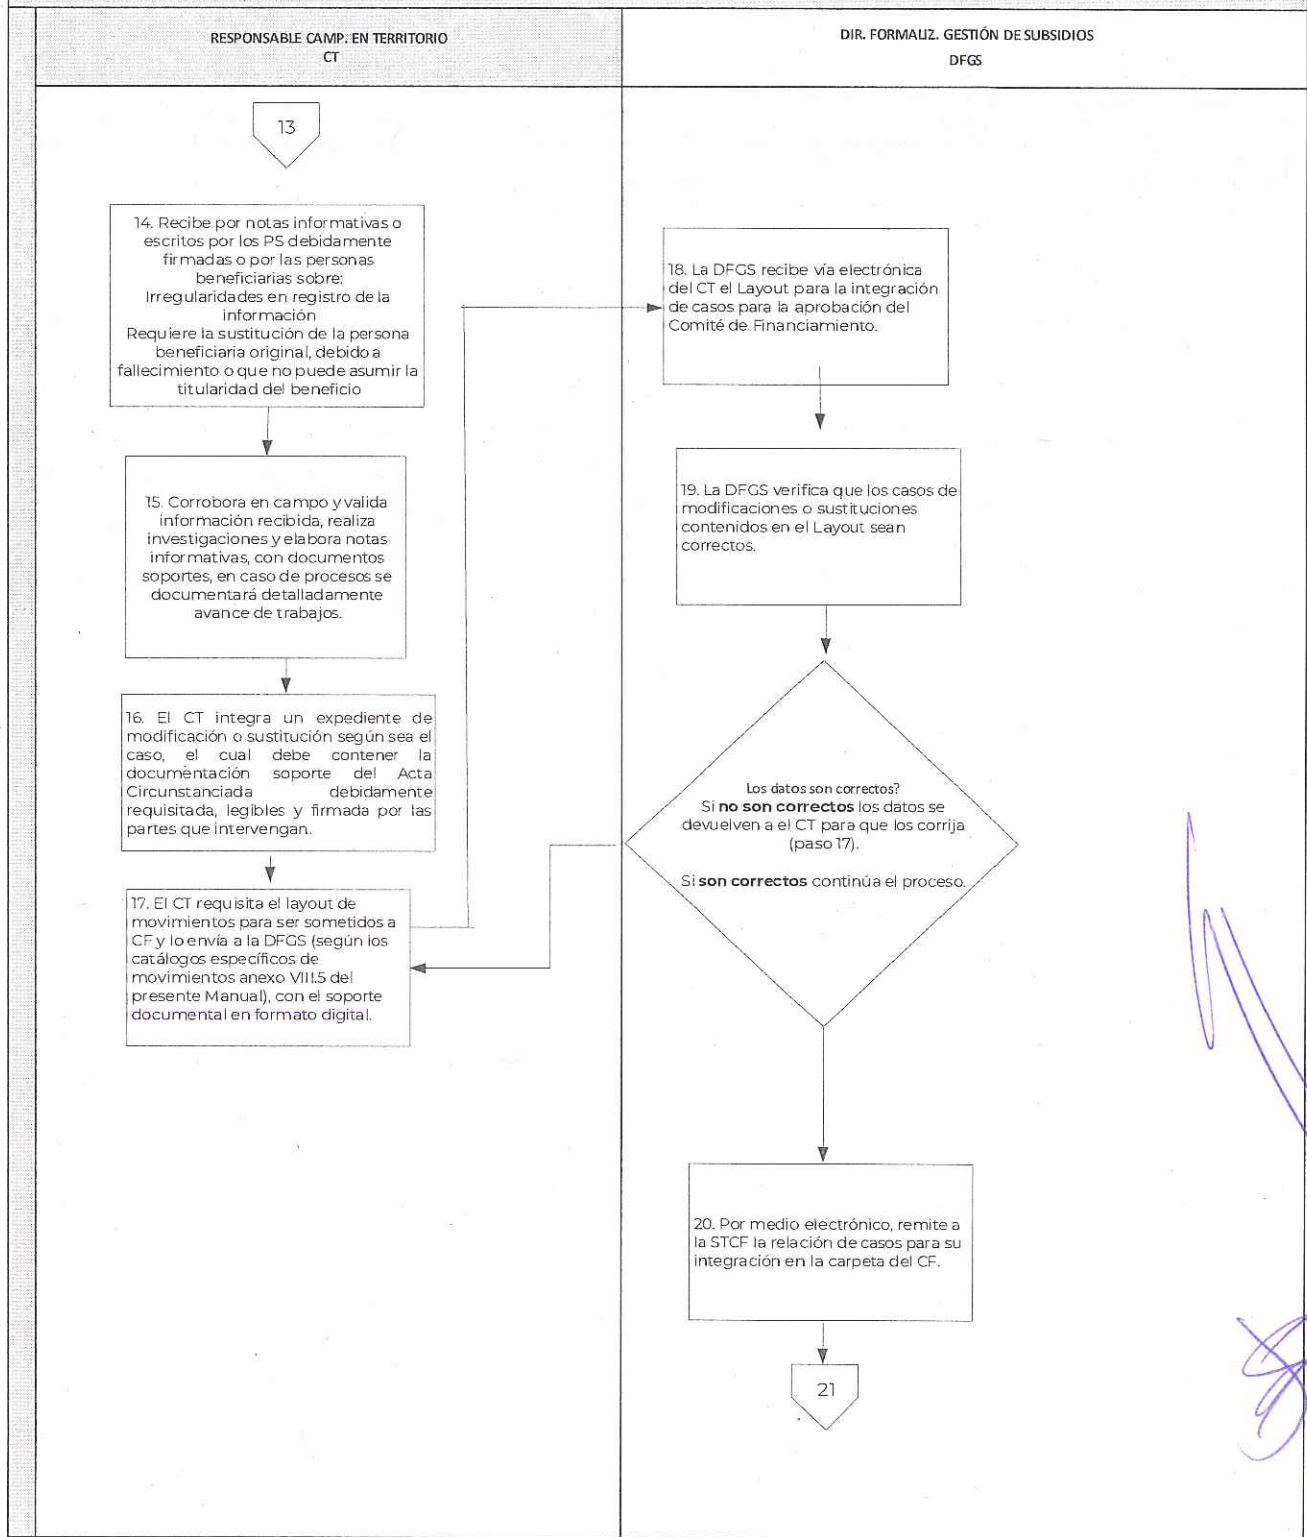 RESPONSABLE CAMP. EN TERRITORIO
CT
DIR. FORMALIZ. GESTIÓN DE SUBSIDIOS
DFGS
13
14. Recibe por notas informativas o
escritos por los PS debidamente
firmadas o por las personas
beneficiarias sobre:
Irregularidades en registro de la
información
Requiere la sustitución de la persona
beneficiaria original, debido a
fallecimiento o que no puede asumir la
titularidad del beneficio
15. Corrobora en campo y valida
información recibida, realiza
investigaciones y elabora notas
informativas, con documentos
soportes, en caso de procesos se
documentará detalladamente
avance de trabajos.
16. El CT integra un expediente de
modificación o sustitución según sea el
caso, el cual debe contener la
documentación soporte del Acta
Circunstanciada debidamente
requisitada, legibles y firmada por las
partes que intervengan.
17. El CT requisita el layout de
movimientos para ser sometidos a
CF y lo envía a la DFGS (según los
catálogos específicos de
movimientos anexo VIII.5 del
presente Manual), con el soporte
documental en formato digital.
18. La DFGS recibe vía electrónica
del CT el Layout para la integración
de casos para la aprobación del
Comité de Financiamiento.
19. La DFGS verifica que los casos de
modificaciones o sustituciones
contenidos en el Layout sean
correctos.
Los datos son correctos?
Si no son correctos los datos se
devuelven a el CT para que los corrija
(paso 17).
Si son correctos continúa el proceso.
20. Por medio electrónico, remite a
la STCF la relación de casos para su
integración en la carpeta del CF.
21